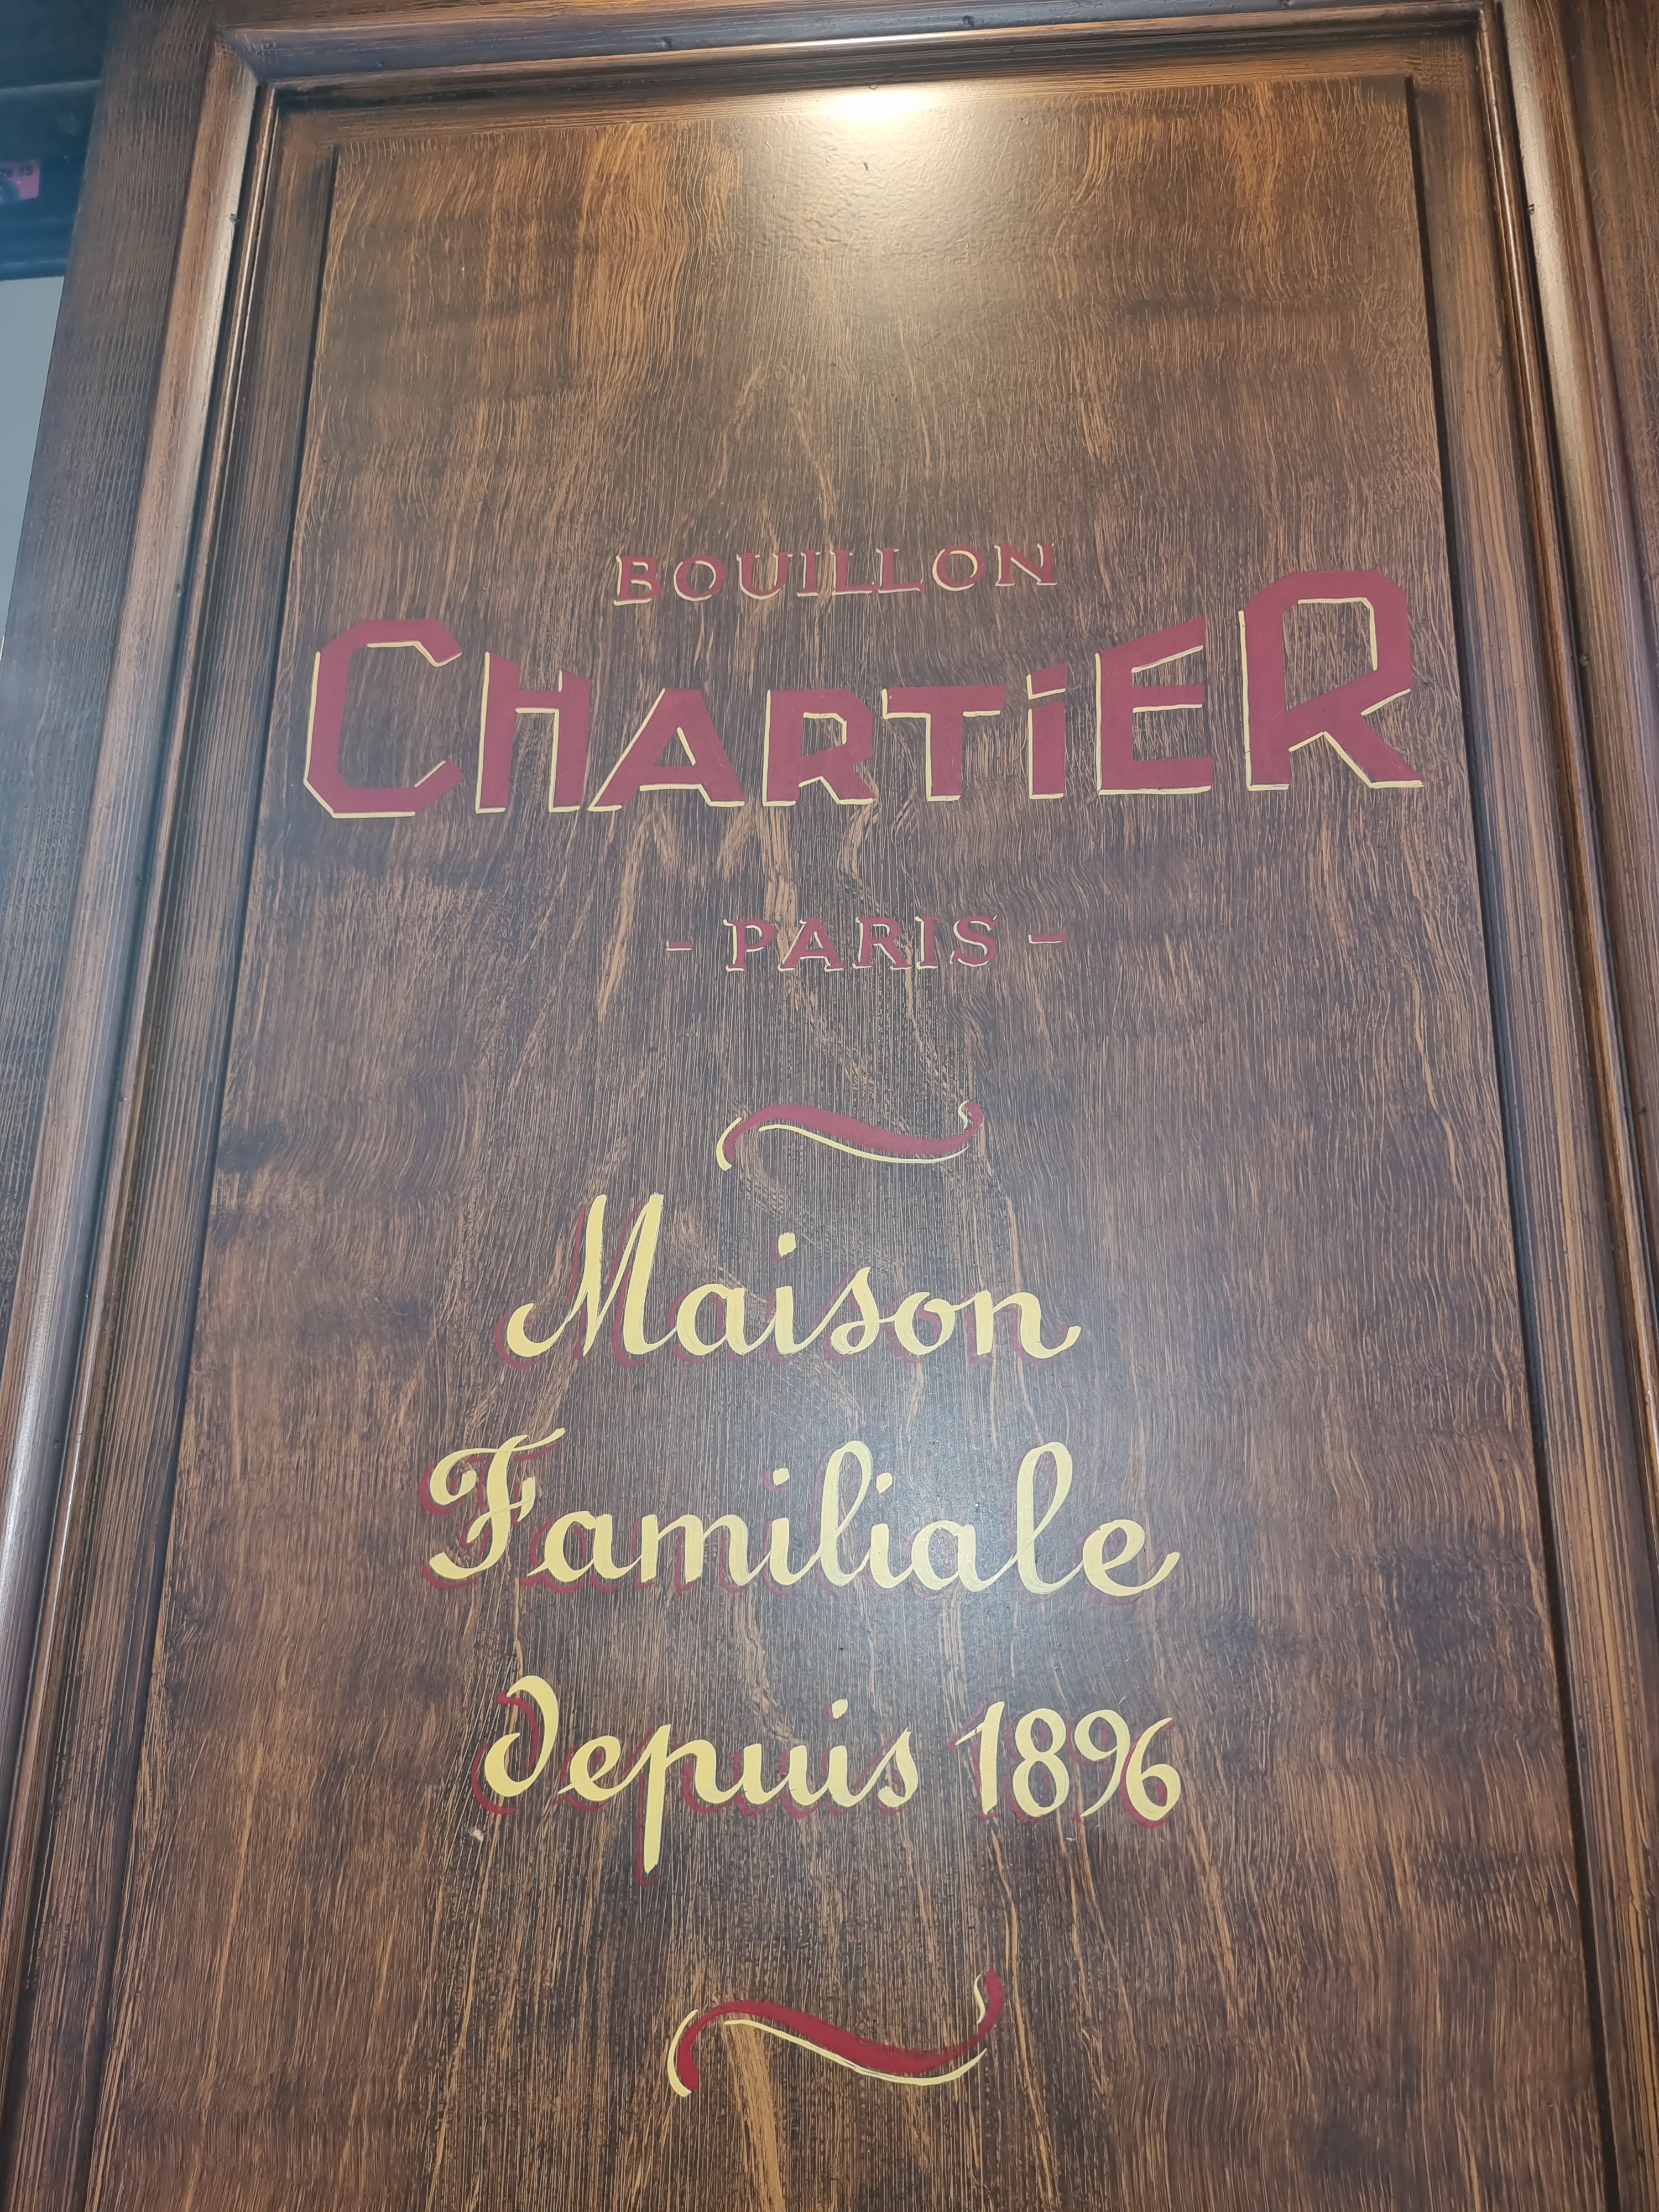 BOUILLON
CHARTiER
- PARIS -
Maison
Familiale
depuis 1896